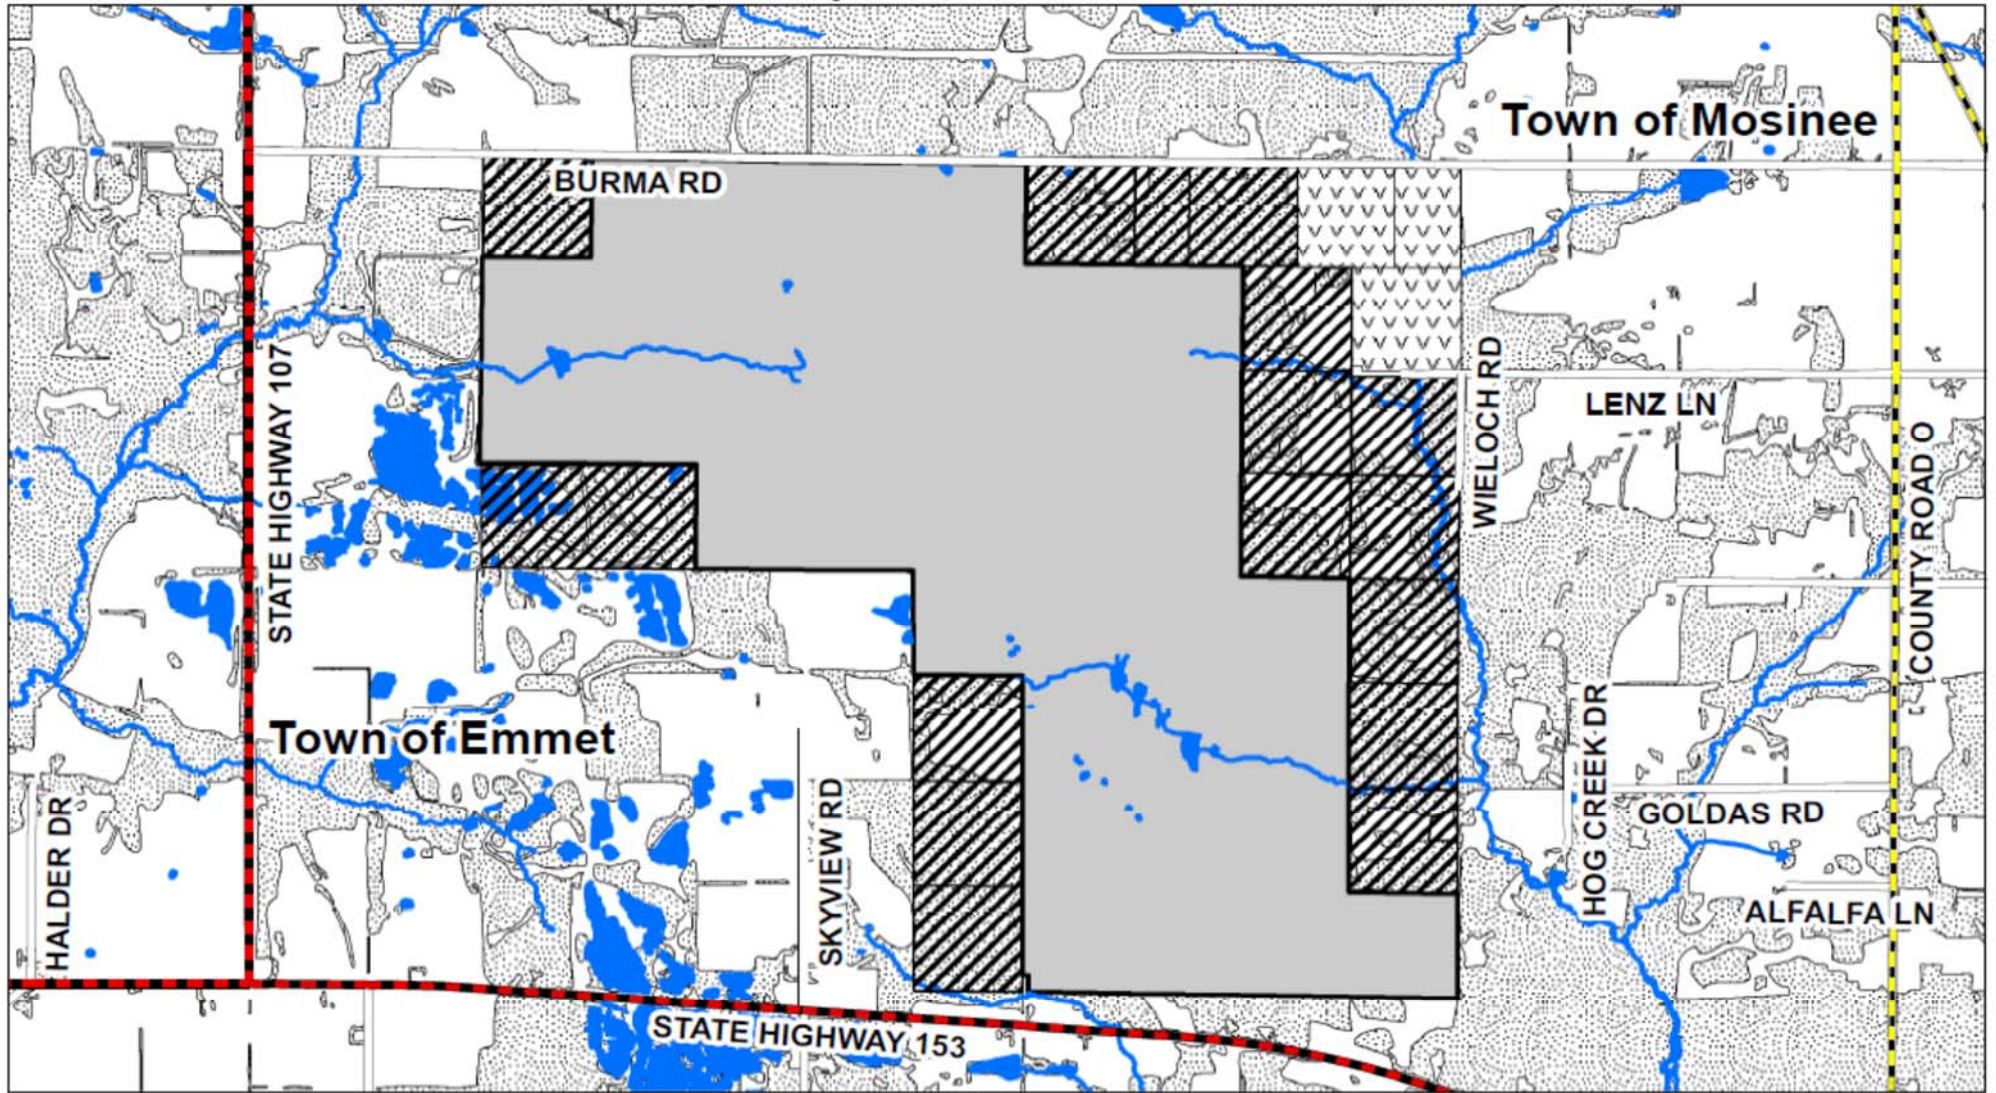 Town of Mosinee
BURMA RD
STATE HIGHWAY 107
WIELOCH RD
LENZ LN
COUNTY ROAD O
Town of Emmet
HALDER DR
SKYVIEW RD
HOG CREEK DR
GOLDAS RD
ALFALFA LN
STATE HIGHWAY 153